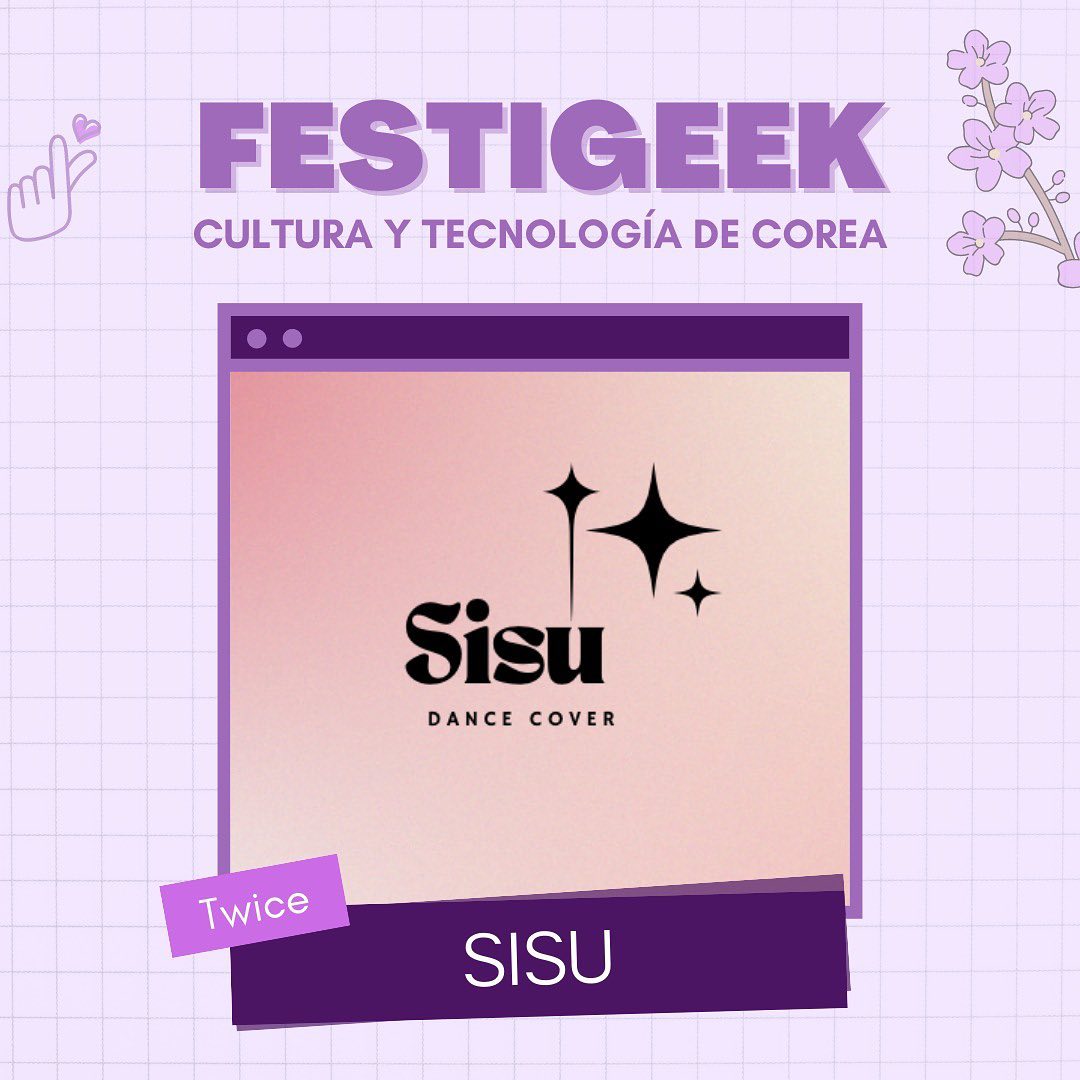 FESTIGEEK
CULTURA Y TECNOLOGÍA DE COREA
Sisu
DANCE COVER
Twice
SISU